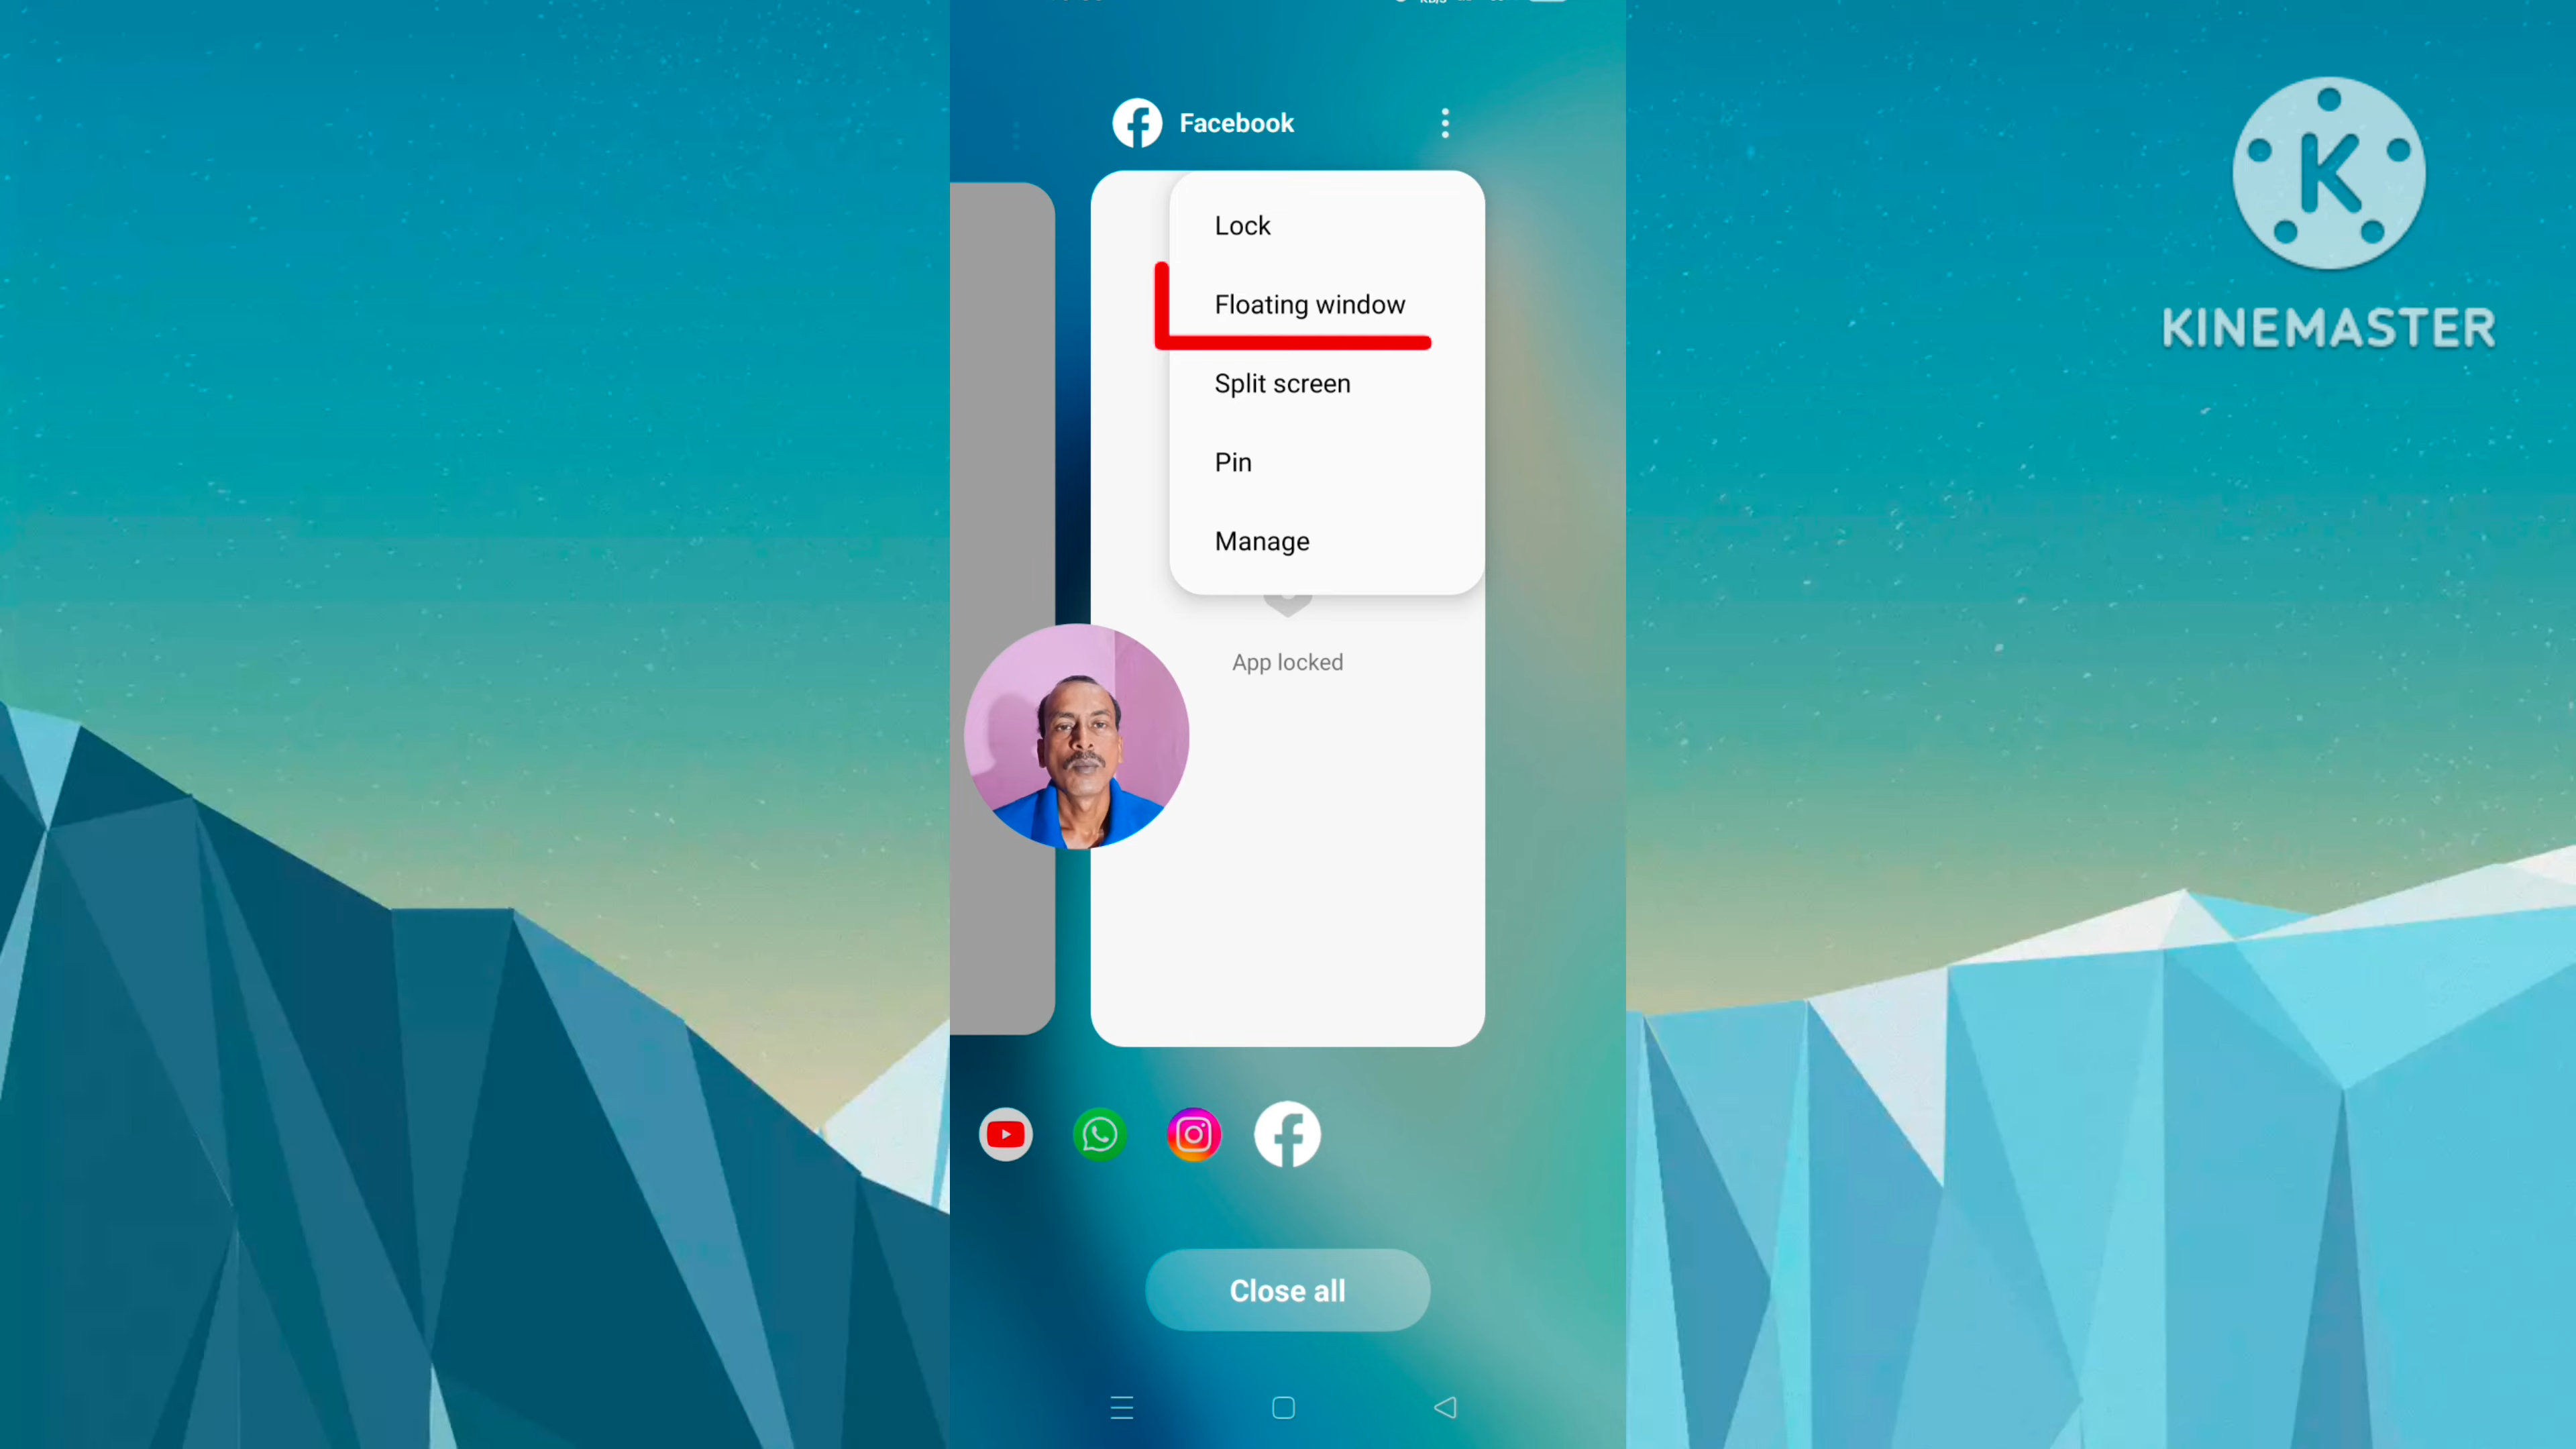 Facebook
Lock
Floating window
Split screen
Pin
Manage
App locked
Close all
K
KINEMASTER